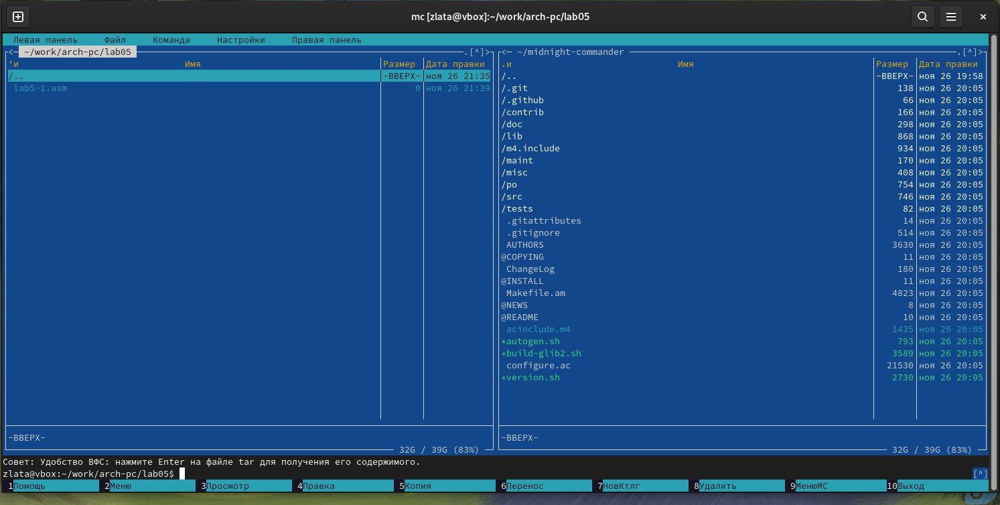 mc [zlata@vbox]:~/work/arch-pc/lab05
Левая панель Файл Команда Настройки Правая панель
<─ ~/work/arch-pc/lab05 .[^]>
'и Имя Размер Дата правки
/.. -ВВЕРХ- ноя 26 21:35
lab5-1.asm 0 ноя 26 21:39
-ВВЕРХ-
32G / 39G (83%)
<─ ~/midnight-commander .[^]>
.и Имя Размер Дата правки
/.. -ВВЕРХ- ноя 26 19:58
/.git 138 ноя 26 20:05
/.github 66 ноя 26 20:05
/contrib 166 ноя 26 20:05
/doc 298 ноя 26 20:05
/lib 868 ноя 26 20:05
/m4.include 934 ноя 26 20:05
/maint 170 ноя 26 20:05
/misc 408 ноя 26 20:05
/po 754 ноя 26 20:05
/src 746 ноя 26 20:05
/tests 82 ноя 26 20:05
.gitattributes 14 ноя 26 20:05
.gitignore 514 ноя 26 20:05
AUTHORS 3630 ноя 26 20:05
@COPYING 11 ноя 26 20:05
ChangeLog 180 ноя 26 20:05
@INSTALL 11 ноя 26 20:05
Makefile.am 4823 ноя 26 20:05
@NEWS 8 ноя 26 20:05
@README 10 ноя 26 20:05
acinclude.m4 1435 ноя 26 20:05
*autogen.sh 793 ноя 26 20:05
*build-glib2.sh 3589 ноя 26 20:05
configure.ac 21530 ноя 26 20:05
*version.sh 2730 ноя 26 20:05
-ВВЕРХ-
32G / 39G (83%)
Совет: Удобство ВФС: нажмите Enter на файле tar для получения его содержимого.
zlata@vbox:~/work/arch-pc/lab05$ [^]
1Помощь 2Меню 3Просмотр 4Правка 5Копия 6Перенос 7НовКтлг 8Удалить 9МенюМС 10Выход